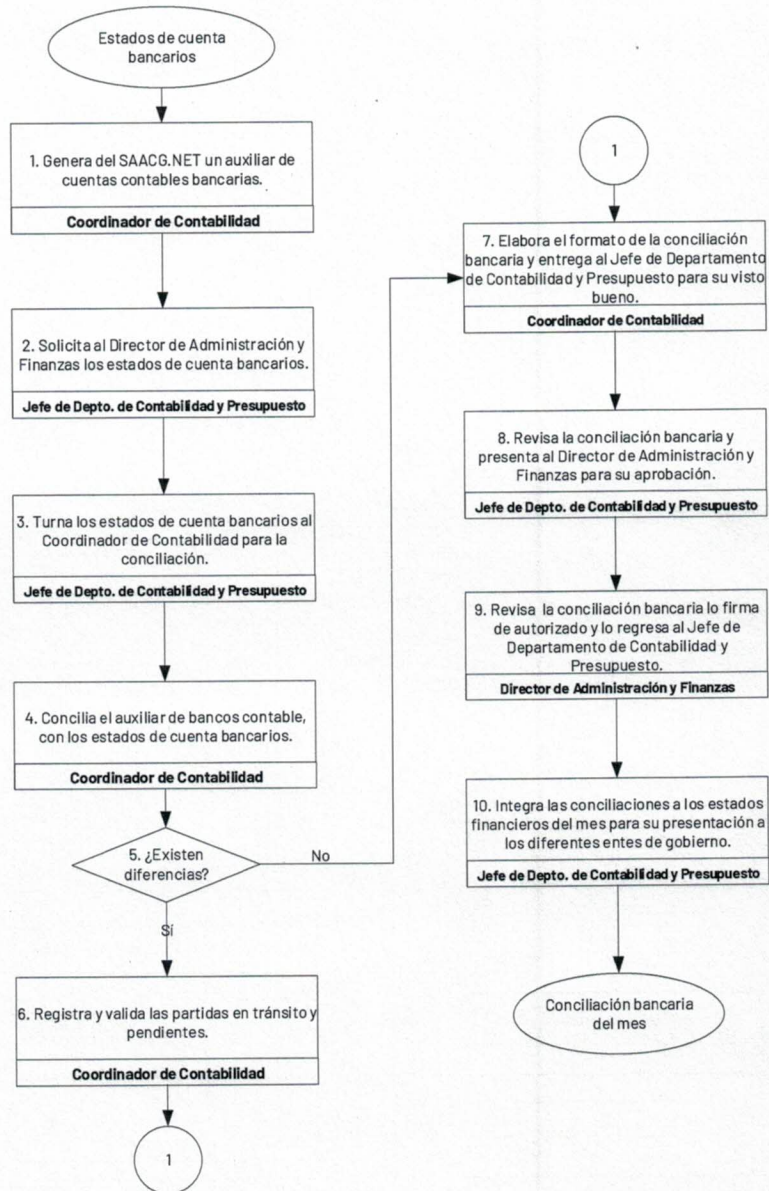 Estados de cuenta
bancarios
1. Genera del SAACG.NET un auxiliar de
cuentas contables bancarias.
Coordinador de Contabilidad
2. Solicita al Director de Administración y
Finanzas los estados de cuenta bancarios.
Jefe de Depto. de Contabilidad y Presupuesto
3. Turna los estados de cuenta bancarios al
Coordinador de Contabilidad para la
conciliación.
Jefe de Depto. de Contabilidad y Presupuesto
4. Concilia el auxiliar de bancos contable,
con los estados de cuenta bancarios.
Coordinador de Contabilidad
5. ¿Existen
diferencias?
No
Sí
6. Registra y valida las partidas en tránsito y
pendientes.
Coordinador de Contabilidad
1
1
7. Elabora el formato de la conciliación
bancaria y entrega al Jefe de Departamento
de Contabilidad y Presupuesto para su visto
bueno.
Coordinador de Contabilidad
8. Revisa la conciliación bancaria y
presenta al Director de Administración y
Finanzas para su aprobación.
Jefe de Depto. de Contabilidad y Presupuesto
9. Revisa la conciliación bancaria lo firma
de autorizado y lo regresa al Jefe de
Departamento de Contabilidad y
Presupuesto.
Director de Administración y Finanzas
10. Integra las conciliaciones a los estados
financieros del mes para su presentación a
los diferentes entes de gobierno.
Jefe de Depto. de Contabilidad y Presupuesto
Conciliación bancaria
del mes